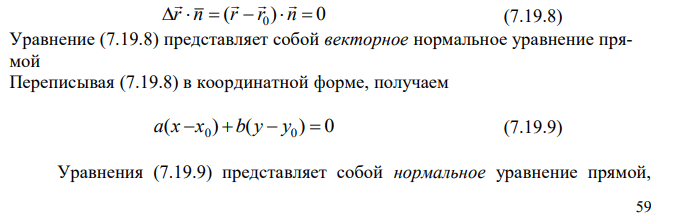 Δr⃗ · n̅ = (r⃗ − r⃗₀) · n⃗ = 0 (7.19.8)
Уравнение (7.19.8) представляет собой векторное нормальное уравнение пря-
мой
Переписывая (7.19.8) в координатной форме, получаем
a(x − x₀) + b(y − y₀) = 0 (7.19.9)
Уравнения (7.19.9) представляет собой нормальное уравнение прямой,
59